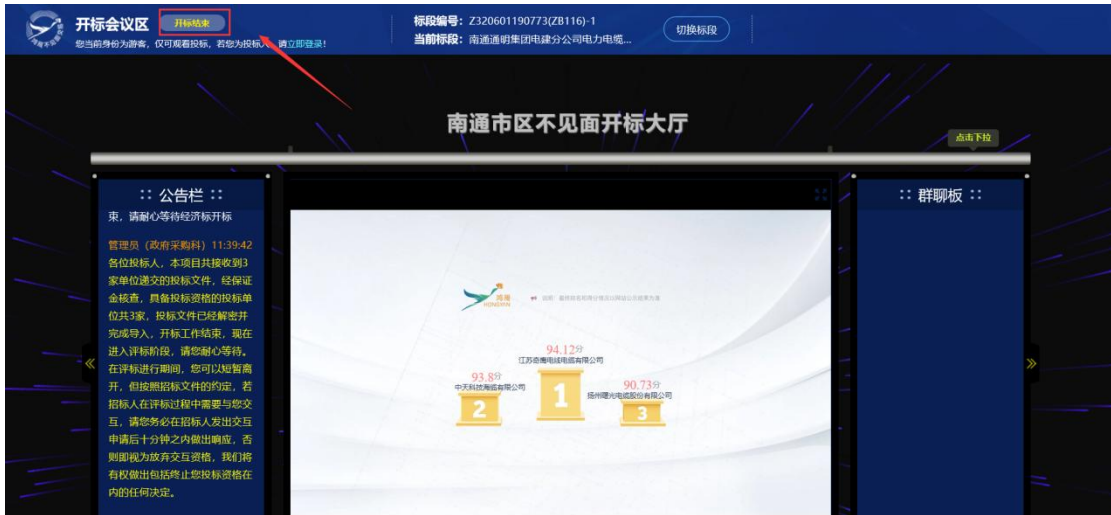 开标会议区 开标结束
您当前身份为游客，仅可观看投标，若您为投标人，请立即登录！
标段编号：Z320601190773(ZB116)-1
当前标段：南通通明集团电建分公司电力电缆...
切换标段
南通市区不见面开标大厅
点击下拉
:: 公告栏 ::
束，请耐心等待经济标开标
管理员（政府采购科）11:39:42
各位投标人，本项目共接收到3
家单位递交的投标文件，经保证
金核查，具备投标资格的投标单
位共3家，投标文件已经解密并
完成导入，开标工作结束，现在
进入评标阶段，请您耐心等待。
在评标进行期间，您可以短暂离
开，但按照招标文件的约定，若
招标人在评标过程中需要与您交
互，请您务必在招标人发出交互
申请后十分钟之内做出响应，否
则即视为放弃交互资格，我们将
有权做出包括终止您投标资格在
内的任何决定。
鸿雁
HONGYAN
94.12分
江苏奇鹰电线电缆有限公司
93.8分
中天科技海缆有限公司
90.73分
扬州曙光电缆股份有限公司
1
2
3
:: 群聊板 ::